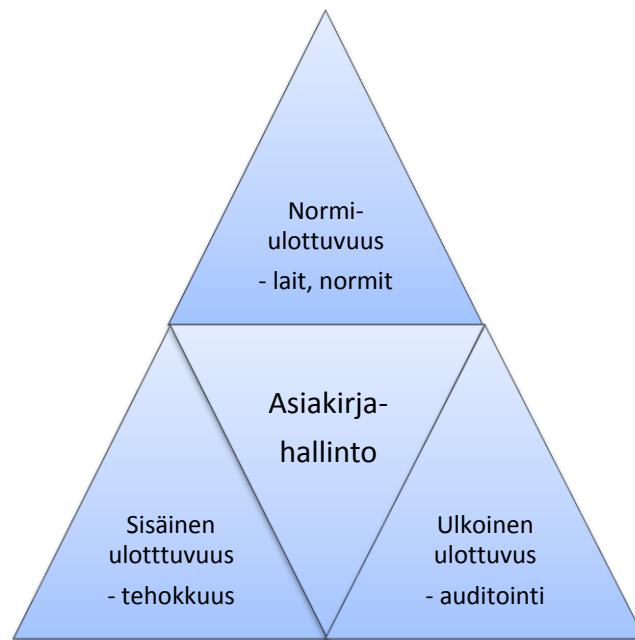 Normi-
ulottuvuus
- lait, normit
Asiakirja-
hallinto
Sisäinen
ulotttuvuus
- tehokkuus
Ulkoinen
ulottuvus
- auditointi